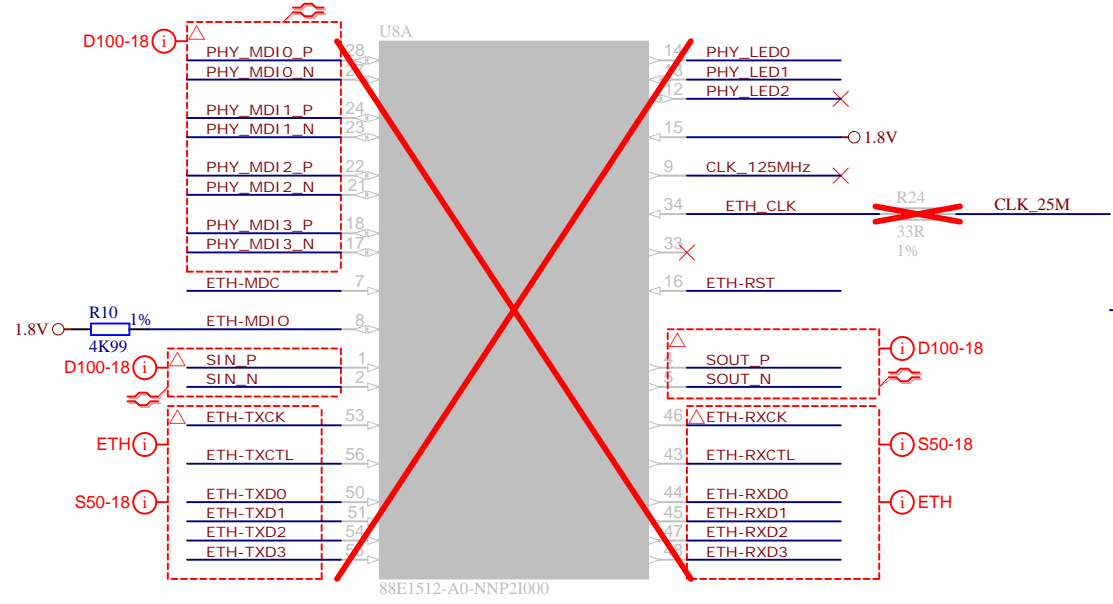 U8A
D100-18 i
PHY_MDI0_P 28
PHY_MDI0_N
PHY_MDI1_P 24
PHY_MDI1_N 23
PHY_MDI2_P 22
PHY_MDI2_N 21
PHY_MDI3_P 18
PHY_MDI3_N 17
ETH-MDC 7
1.8V R10 1% ETH-MDIO 8
4K99
D100-18 i
SIN_P 1
SIN_N 2
ETH-TXCK 53
ETH i
ETH-TXCTL 56
S50-18 i
ETH-TXD0 50
ETH-TXD1 51
ETH-TXD2 54
ETH-TXD3
14 PHY_LED0
13 PHY_LED1
12 PHY_LED2
15 1.8V
9 CLK_125MHz
34 ETH_CLK
R24
33R
1%
CLK_25M
33
16 ETH-RST
i D100-18
SOUT_P
SOUT_N
46 ETH-RXCK
i S50-18
43 ETH-RXCTL
44 ETH-RXD0
i ETH
45 ETH-RXD1
47 ETH-RXD2
48 ETH-RXD3
88E1512-A0-NNP2I000